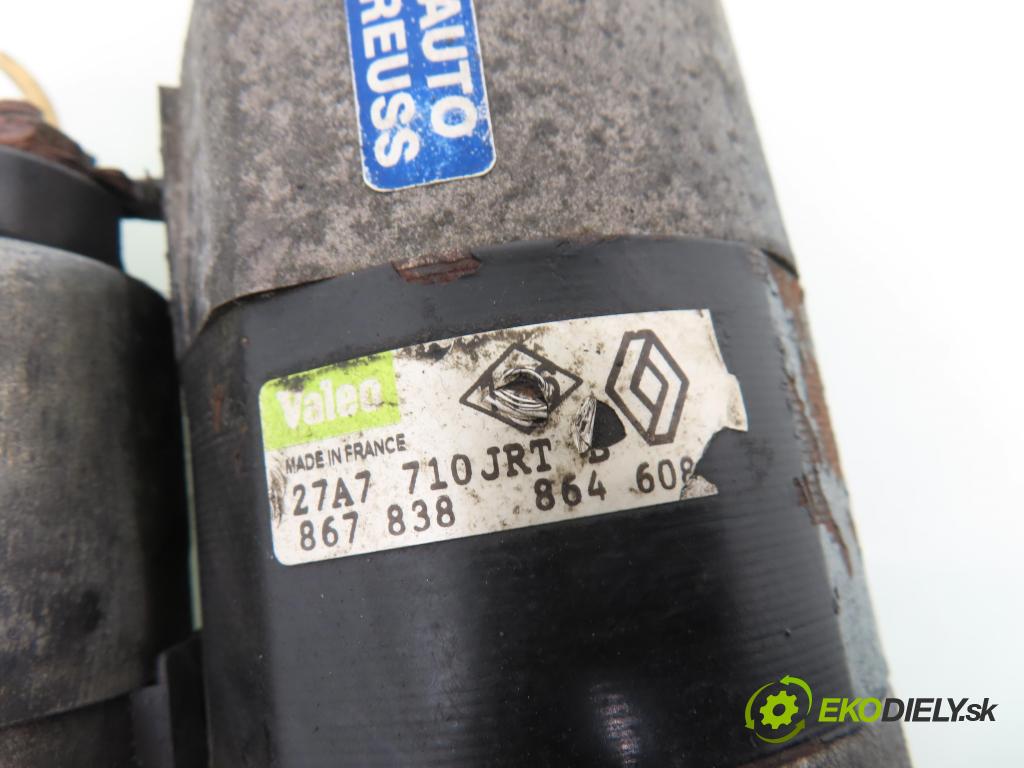 AUTO
REUSS
Valeo
MADE IN FRANCE
27A7 710JRT
867 838 864 608
EKODIELY.sk